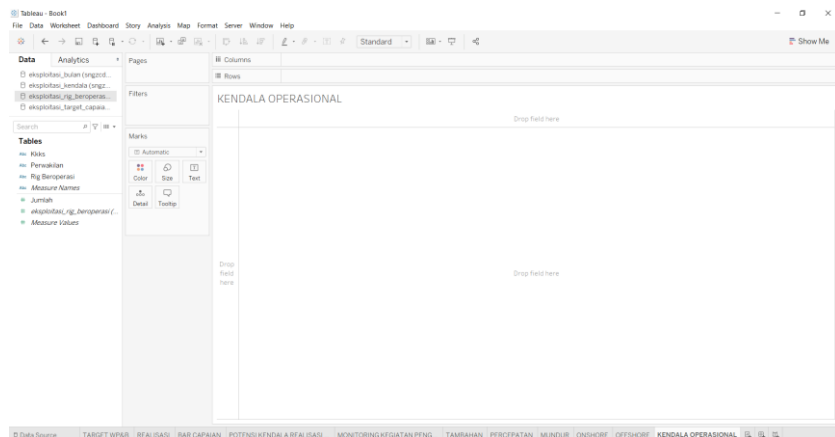 Tableau - Book1
File Data Worksheet Dashboard Story Analysis Map Format Server Window Help
Standard
Show Me
Data Analytics
Pages
Columns
Rows
eksploitasi_bulan (sngzcd...
eksploitasi_kendala (sngz...
eksploitasi_rig_beroperas...
eksploitasi_target_capaia...
Filters
KENDALA OPERASIONAL
Drop field here
Search
Tables
Abc Kkks
Abc Perwakilan
Abc Rig Beroperasi
Abc Measure Names
Jumlah
eksploitasi_rig_beroperasi (...
Measure Values
Marks
Automatic
Color Size Text
Detail Tooltip
Drop field here
Drop field here
Data Source TARGET WP&B REALISASI BAR CAPAIAN POTENSI KENDALA REALISASI MONITORING KEGIATAN PENG... TAMBAHAN PERCEPATAN MUNDUR ONSHORE OFFSHORE KENDALA OPERASIONAL